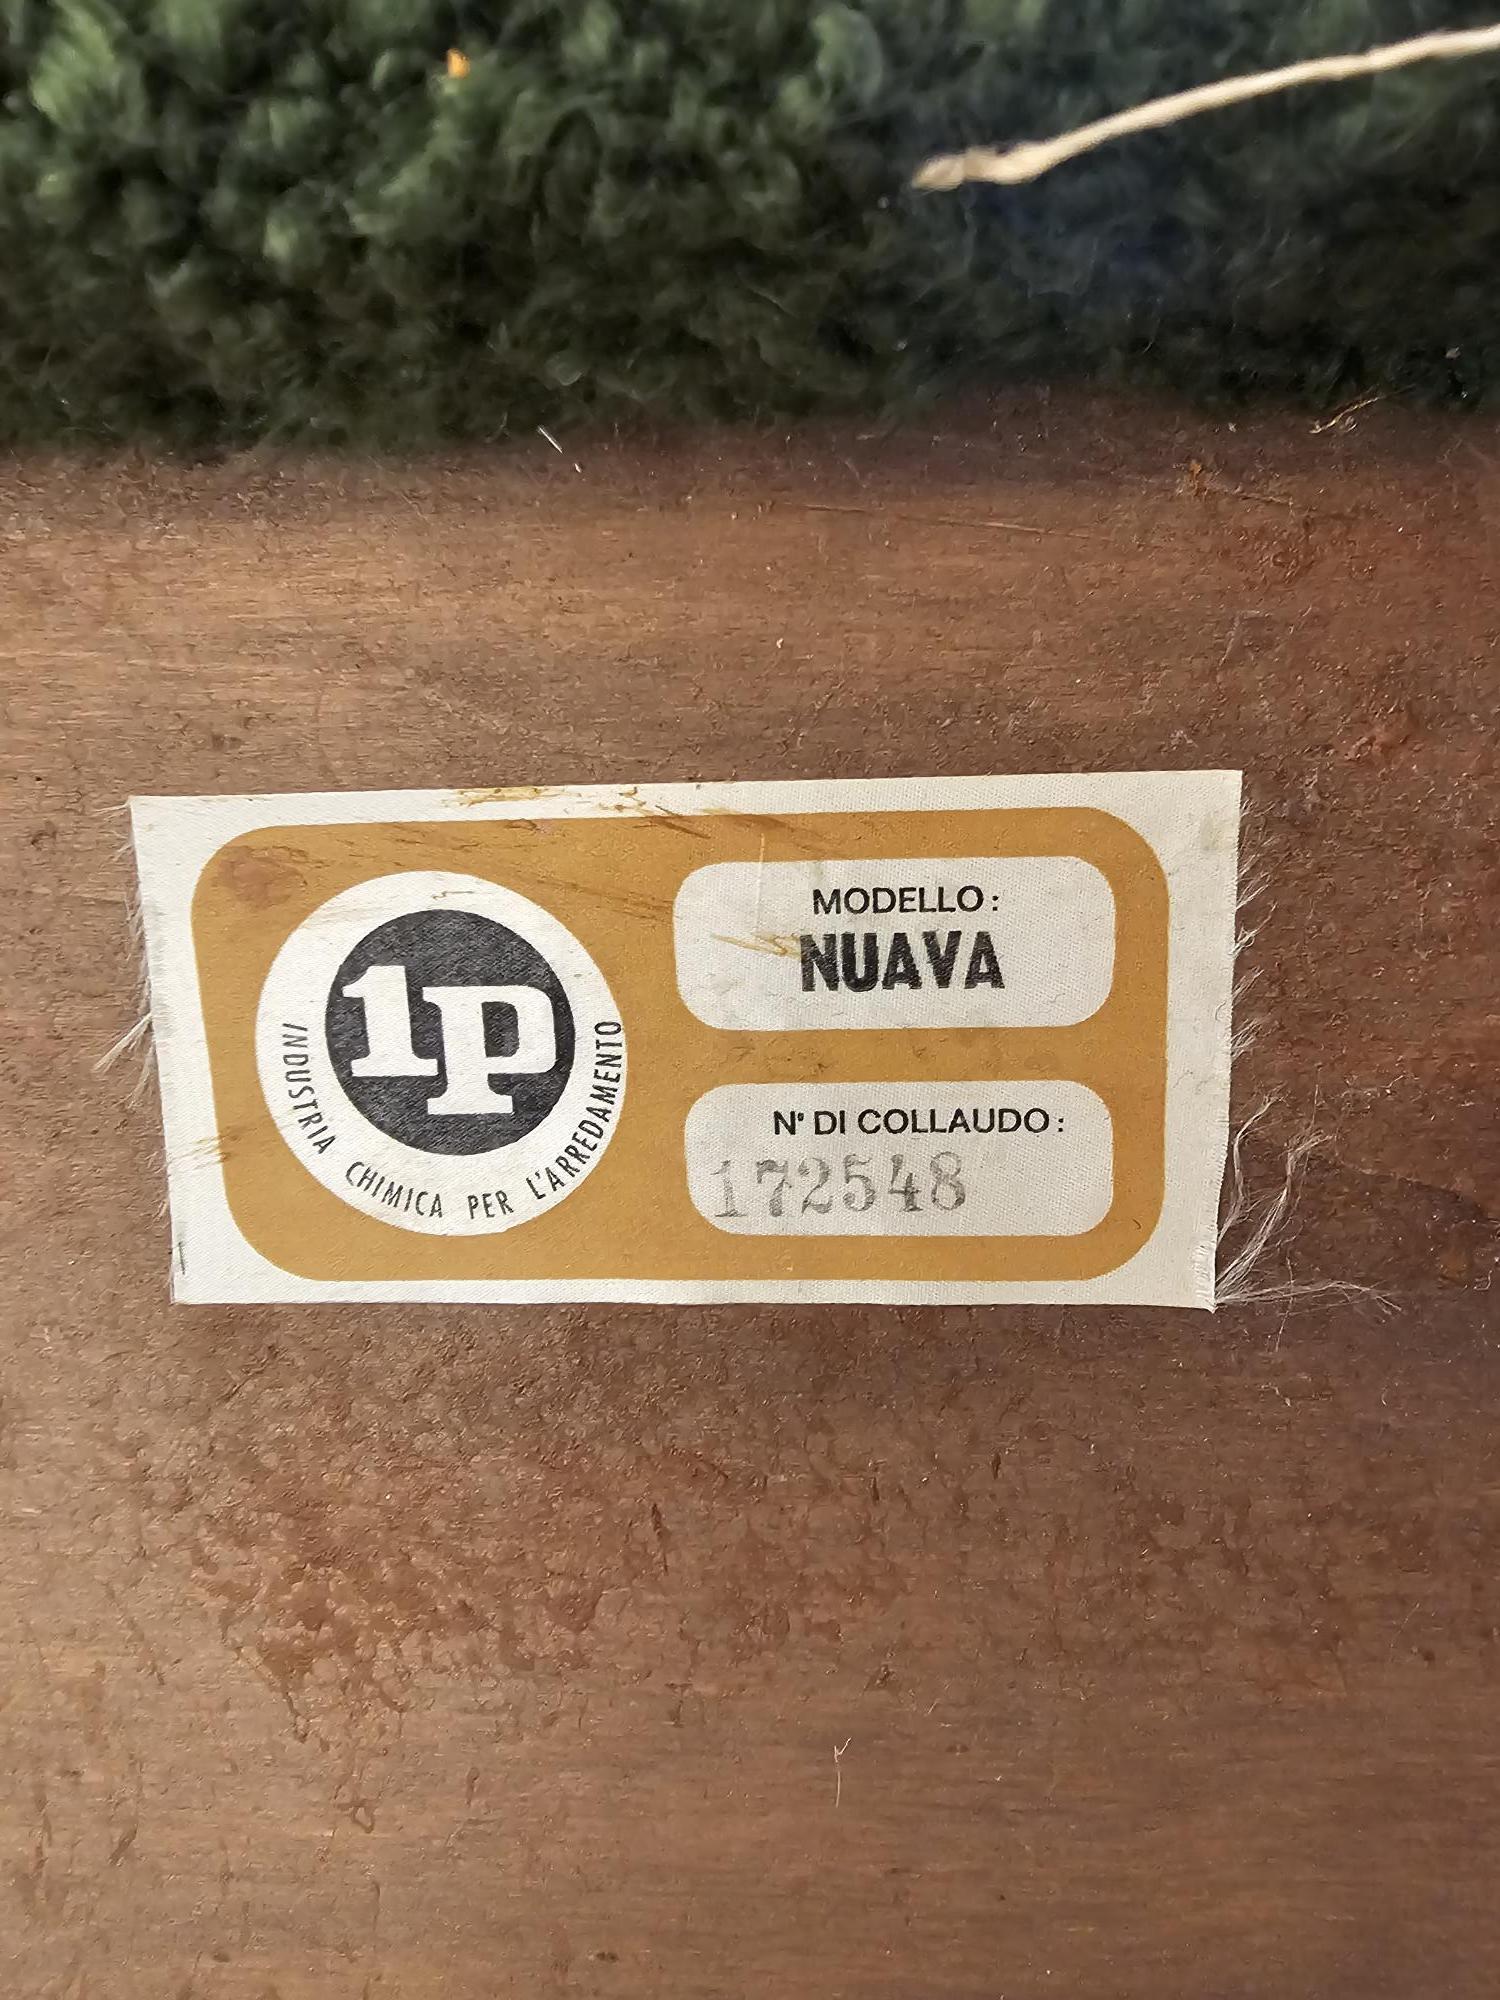 1P
INDUSTRIA CHIMICA PER L'ARREDAMENTO
MODELLO:
NUAVA
N° DI COLLAUDO:
172548